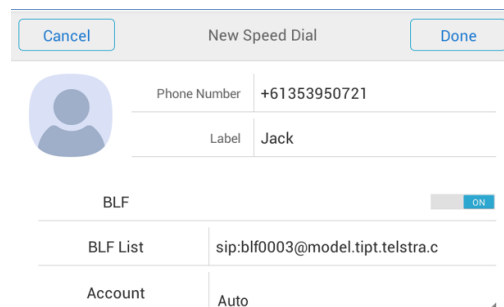 Cancel New Speed Dial Done
Phone Number +61353950721
Label Jack
BLF ON
BLF List sip:blf0003@model.tipt.telstra.c
Account Auto